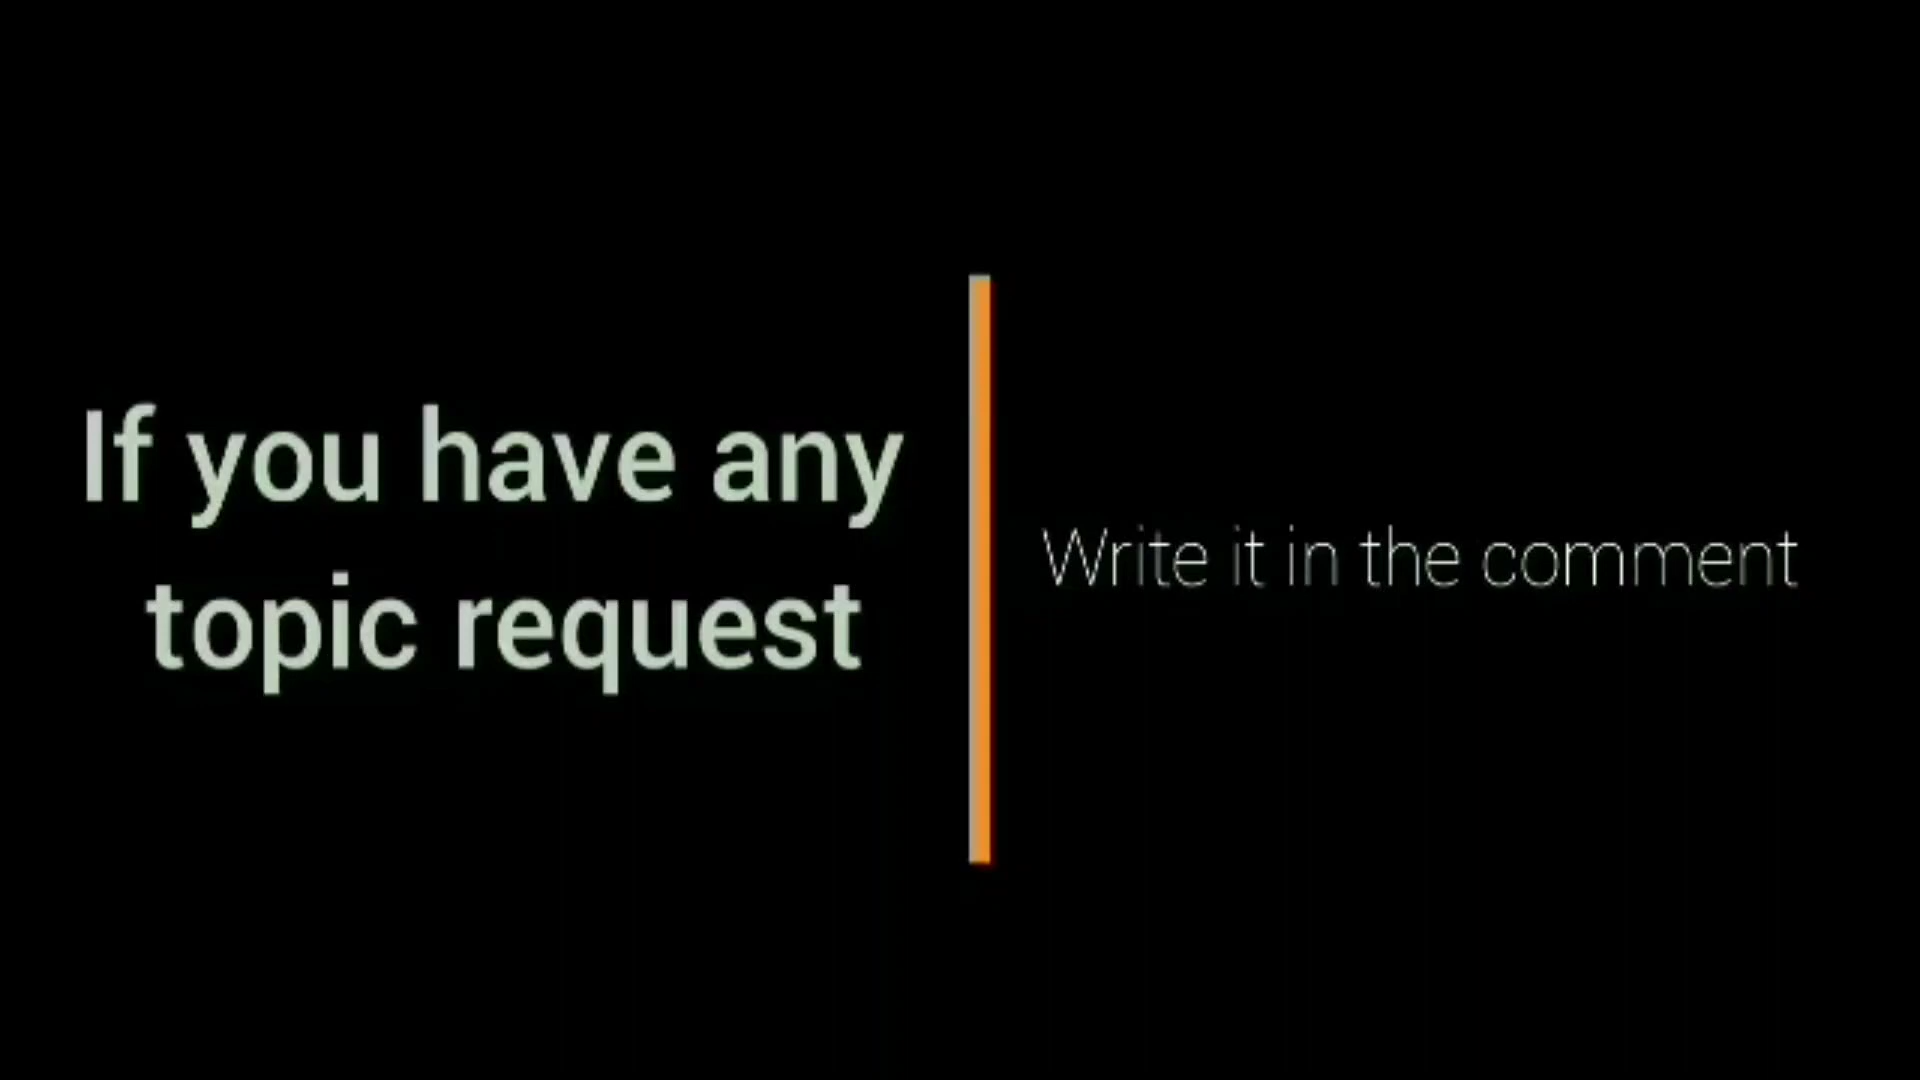 If you have any
topic request
Write it in the comment